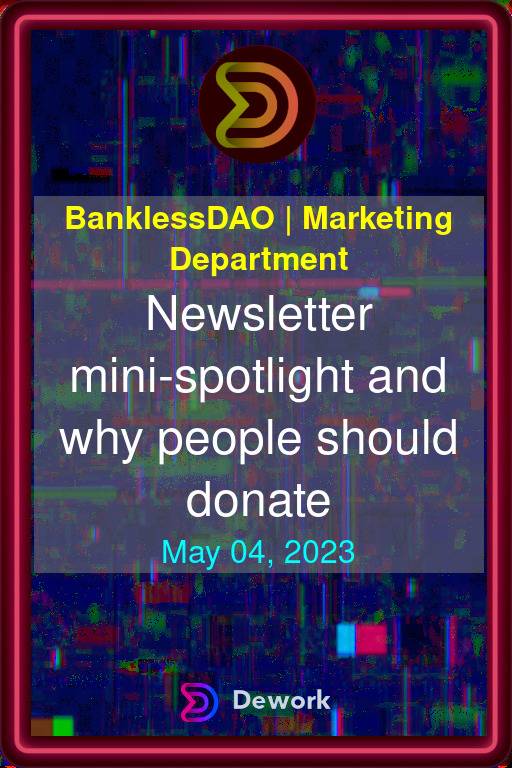 BanklessDAO | Marketing
Department
Newsletter
mini-spotlight and
why people should
donate
May 04, 2023
Dework